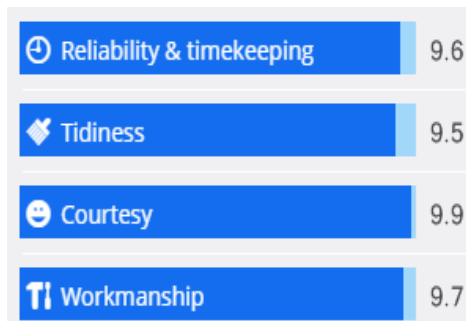 Reliability & timekeeping 9.6
Tidiness 9.5
Courtesy 9.9
Workmanship 9.7